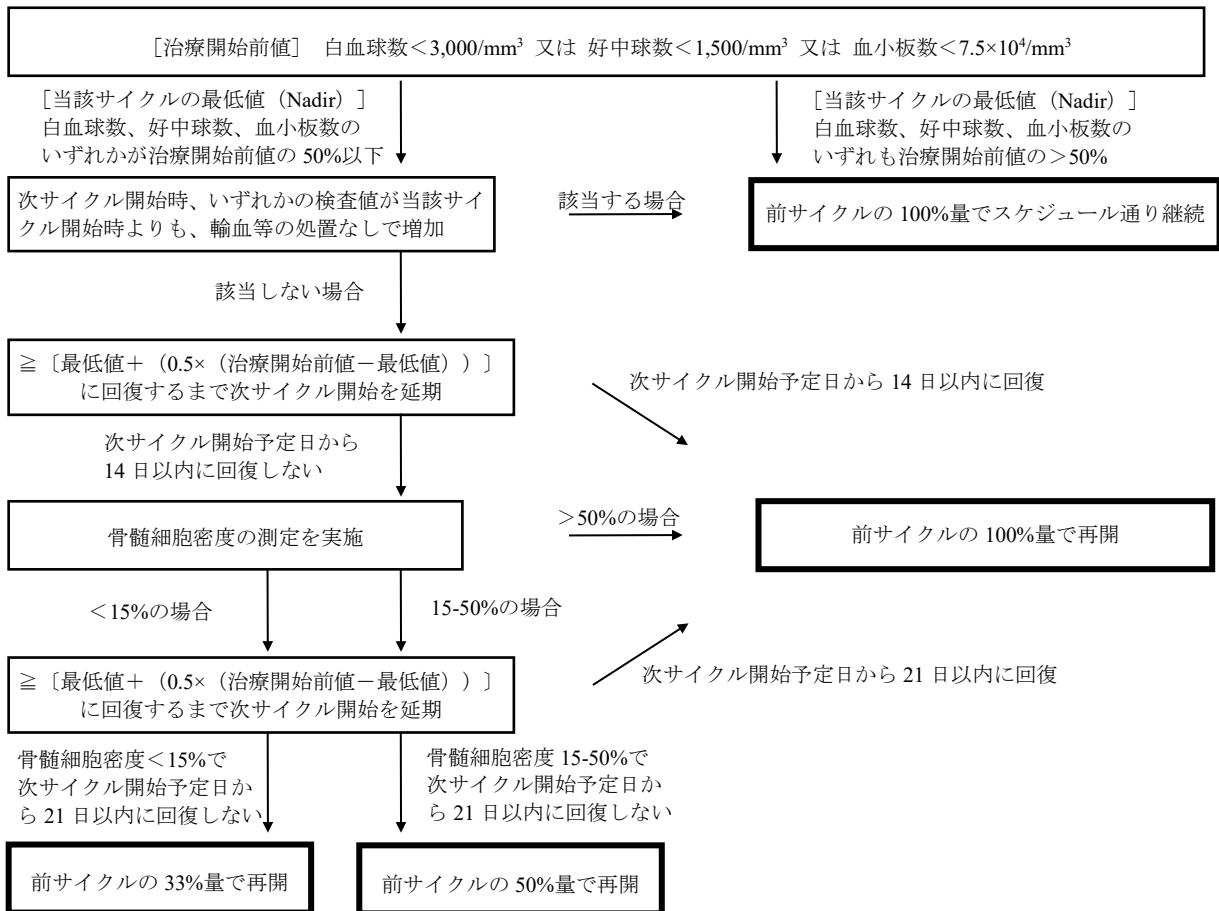 ［治療開始前値］ 白血球数＜3,000/mm³ 又は 好中球数＜1,500/mm³ 又は 血小板数＜7.5×10⁴/mm³
［当該サイクルの最低値（Nadir）］
白血球数、好中球数、血小板数の
いずれかが治療開始前値の 50%以下
［当該サイクルの最低値（Nadir）］
白血球数、好中球数、血小板数の
いずれも治療開始前値の＞50%
次サイクル開始時、いずれかの検査値が当該サイ
クル開始時よりも、輸血等の処置なしで増加
該当する場合
前サイクルの 100%量でスケジュール通り継続
該当しない場合
≧〔最低値＋（0.5×（治療開始前値－最低値））〕
に回復するまで次サイクル開始を延期
次サイクル開始予定日から 14 日以内に回復
次サイクル開始予定日から
14 日以内に回復しない
骨髄細胞密度の測定を実施
＞50%の場合
前サイクルの 100%量で再開
＜15%の場合
15-50%の場合
≧〔最低値＋（0.5×（治療開始前値－最低値））〕
に回復するまで次サイクル開始を延期
次サイクル開始予定日から 21 日以内に回復
骨髄細胞密度＜15%で
次サイクル開始予定日か
ら 21 日以内に回復しない
骨髄細胞密度 15-50%で
次サイクル開始予定日か
ら 21 日以内に回復しない
前サイクルの 33%量で再開
前サイクルの 50%量で再開